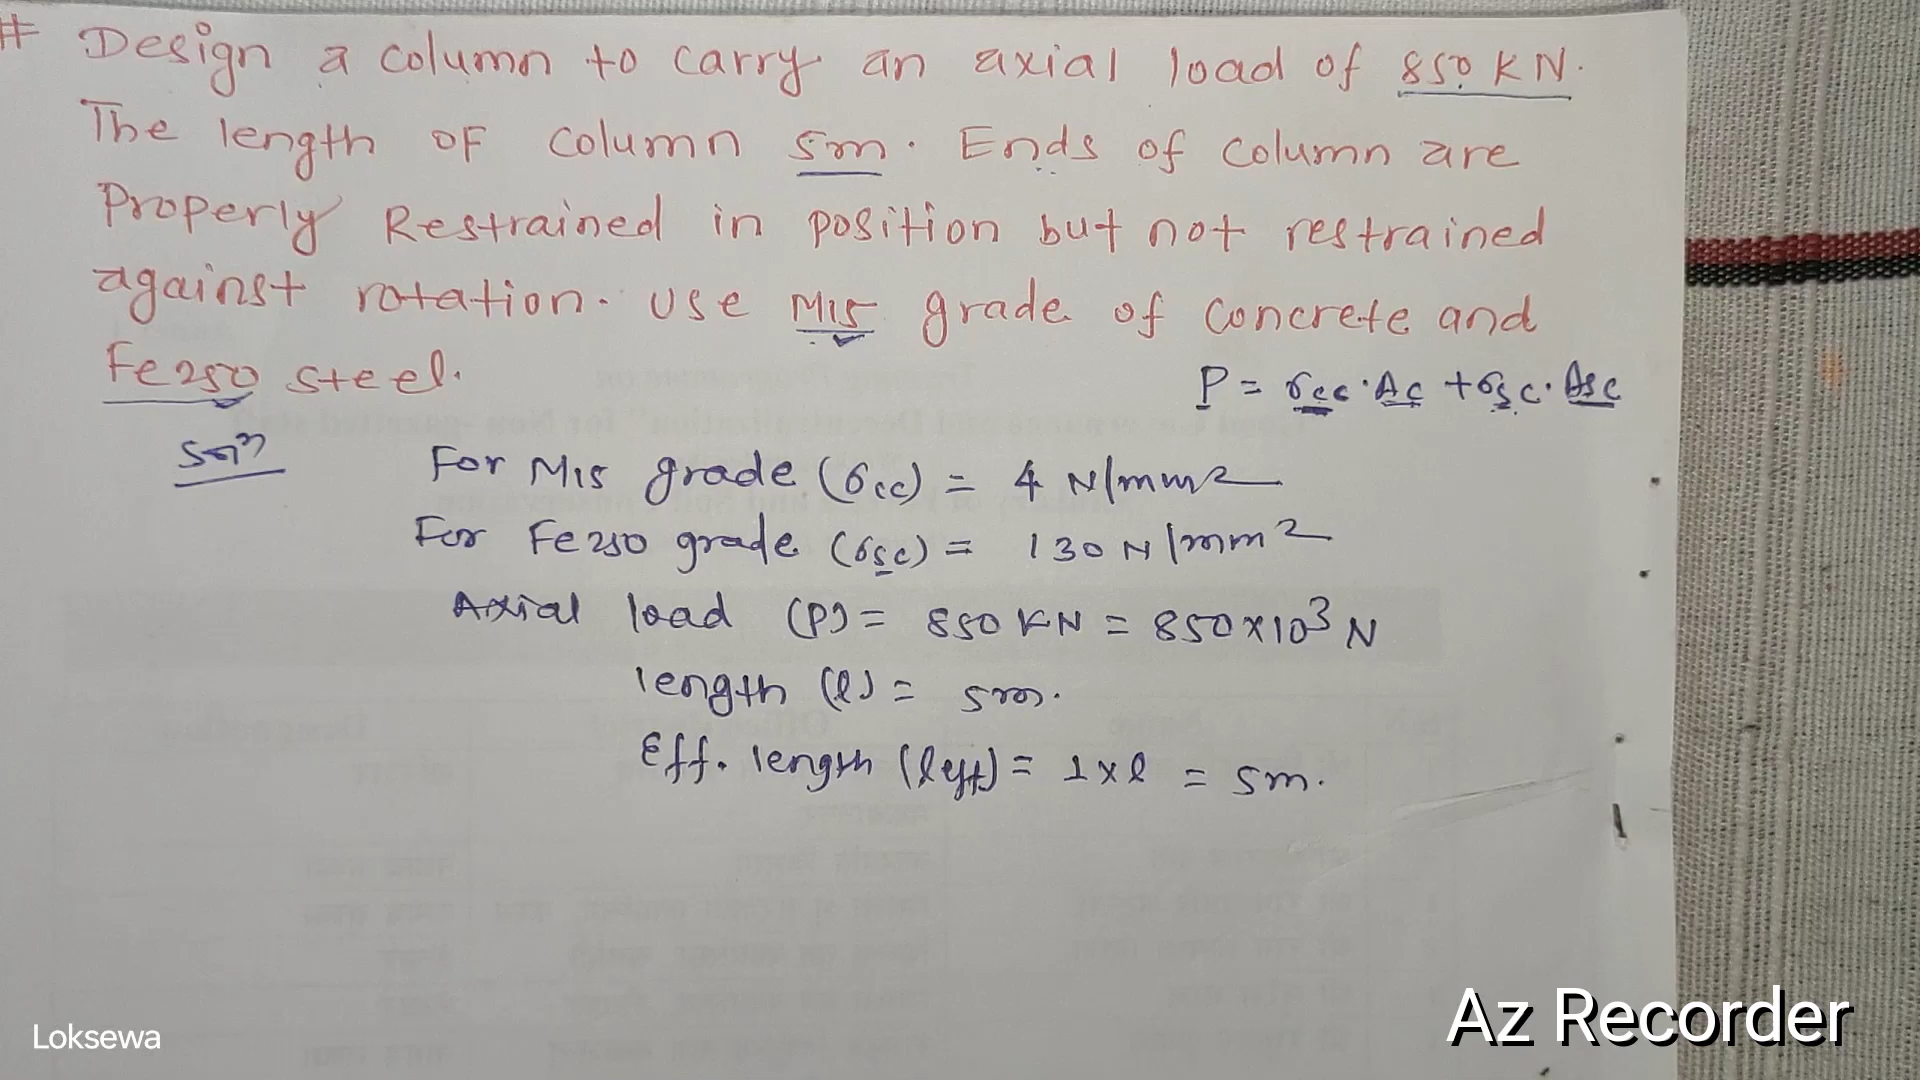 # Design a column to carry an axial load of 850 KN.
The length of column 5m. Ends of column are
Properly Restrained in position but not restrained
against rotation. Use M15 grade of concrete and
Fe250 steel.
P = σcc·Ac + σsc·Asc
Solⁿ
For M15 grade (σcc) = 4 N/mm2
For Fe250 grade (σsc) = 130 N/mm2
Axial load (P) = 850 KN = 850×10³ N
length (l) = 5m.
Eff. length (leff) = 1×l = 5m.
Loksewa
Az Recorder